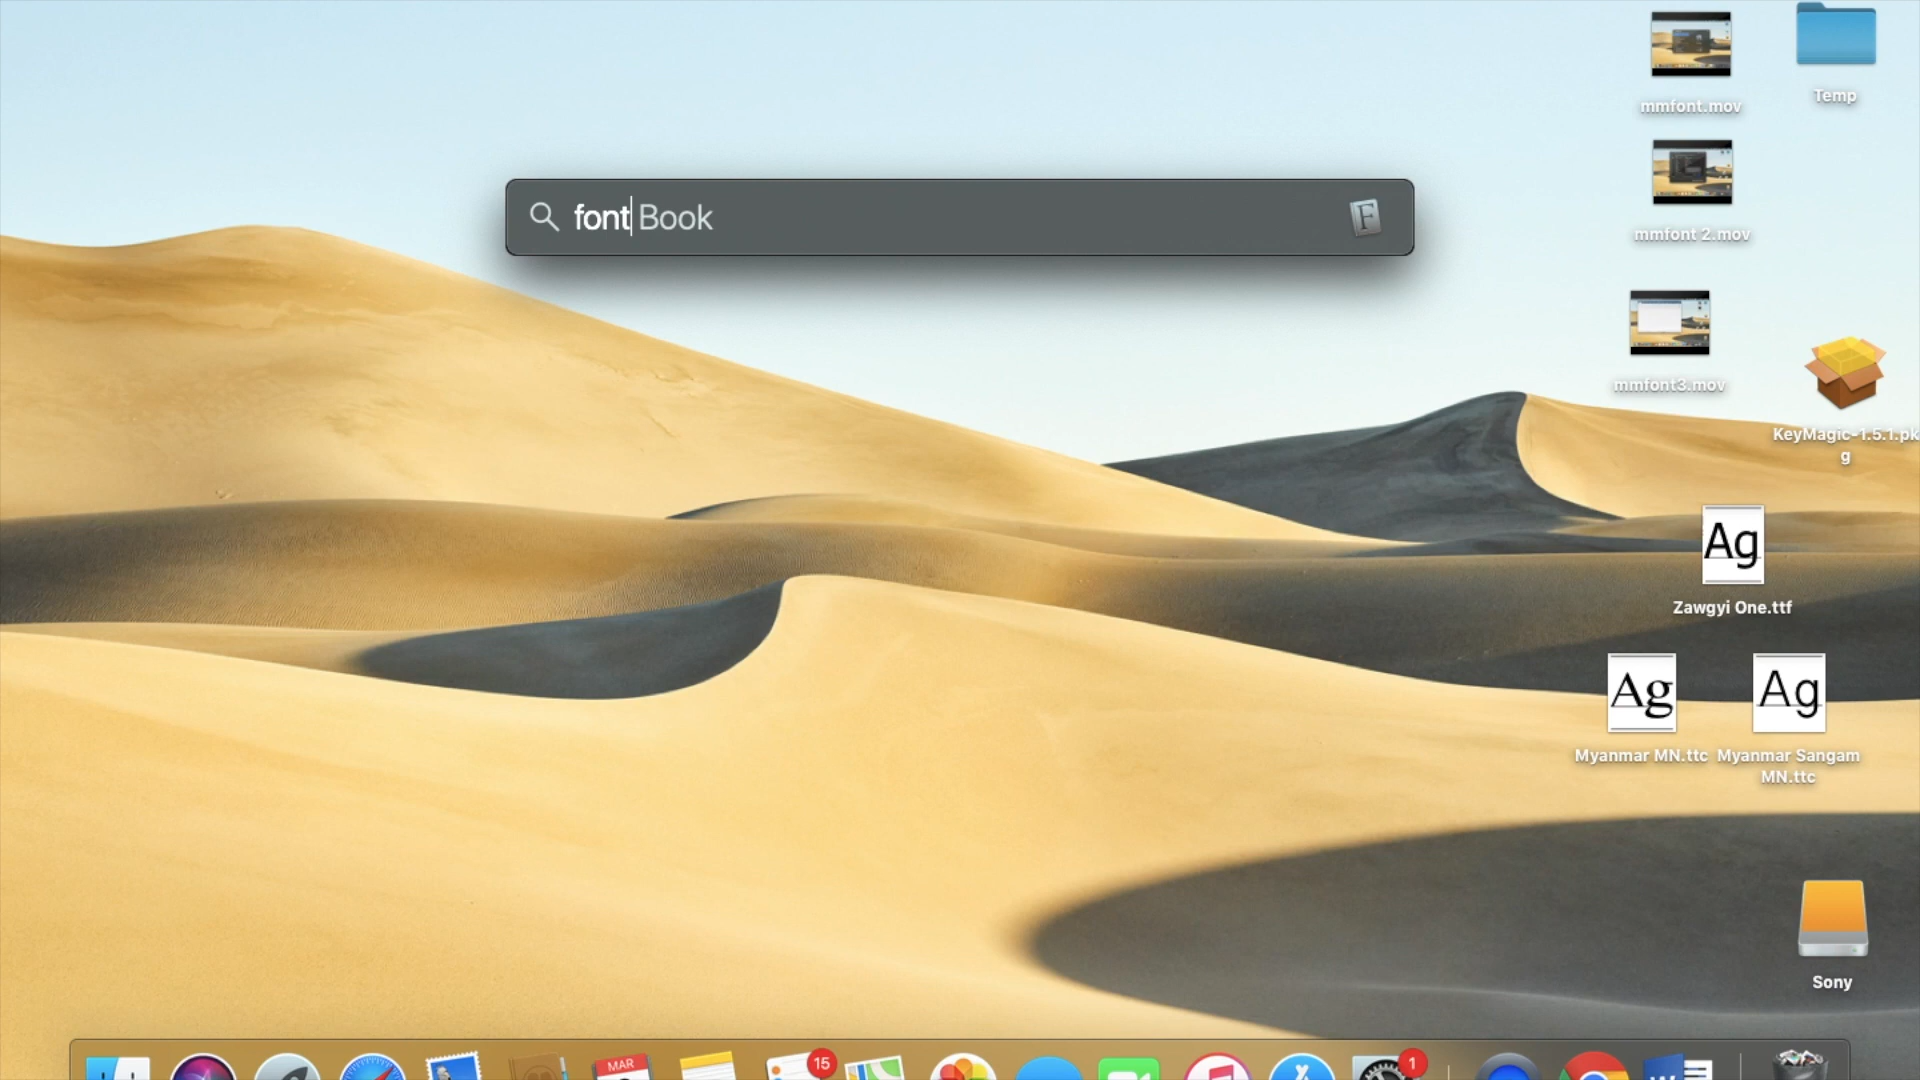 mmfont.mov
Temp
font Book
F
mmfont 2.mov
mmfont3.mov
KeyMagic-1.5.1.pk
g
Ag
Zawgyi One.ttf
Ag
Ag
Myanmar MN.ttc
Myanmar Sangam
MN.ttc
Sony
MAR
15
1
W